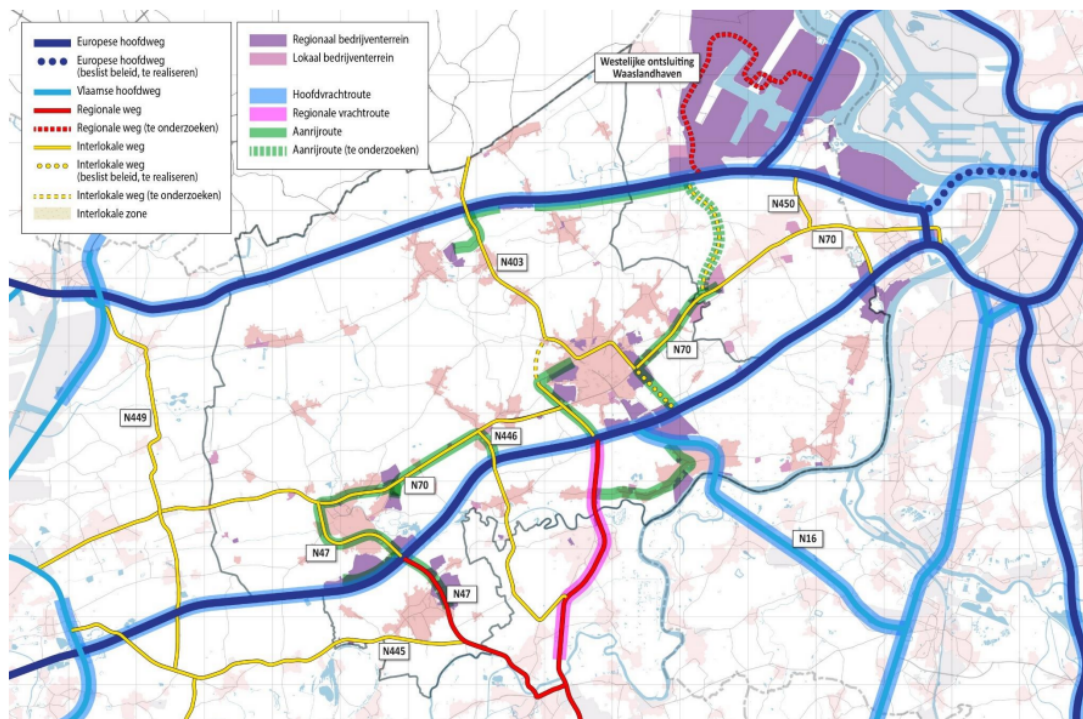 Europese hoofdweg
Europese hoofdweg
(beslist beleid, te realiseren)
Vlaamse hoofdweg
Regionale weg
Regionale weg (te onderzoeken)
Interlokale weg
Interlokale weg
(beslist beleid, te realiseren)
Interlokale weg (te onderzoeken)
Interlokale zone
Regionaal bedrijventerrein
Lokaal bedrijventerrein
Hoofdvrachtroute
Regionale vrachtroute
Aanrijroute
Aanrijroute (te onderzoeken)
Westelijke ontsluiting
Waaslandhaven
N450
N70
N403
N70
N449
N446
N70
N47
N16
N47
N445